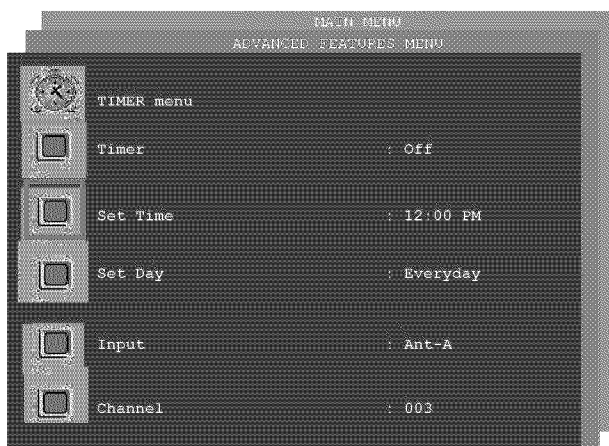 MAIN MENU
ADVANCED FEATURES MENU
TIMER menu
Timer : Off
Set Time : 12:00 PM
Set Day : Everyday
Input : Ant-A
Channel : 003